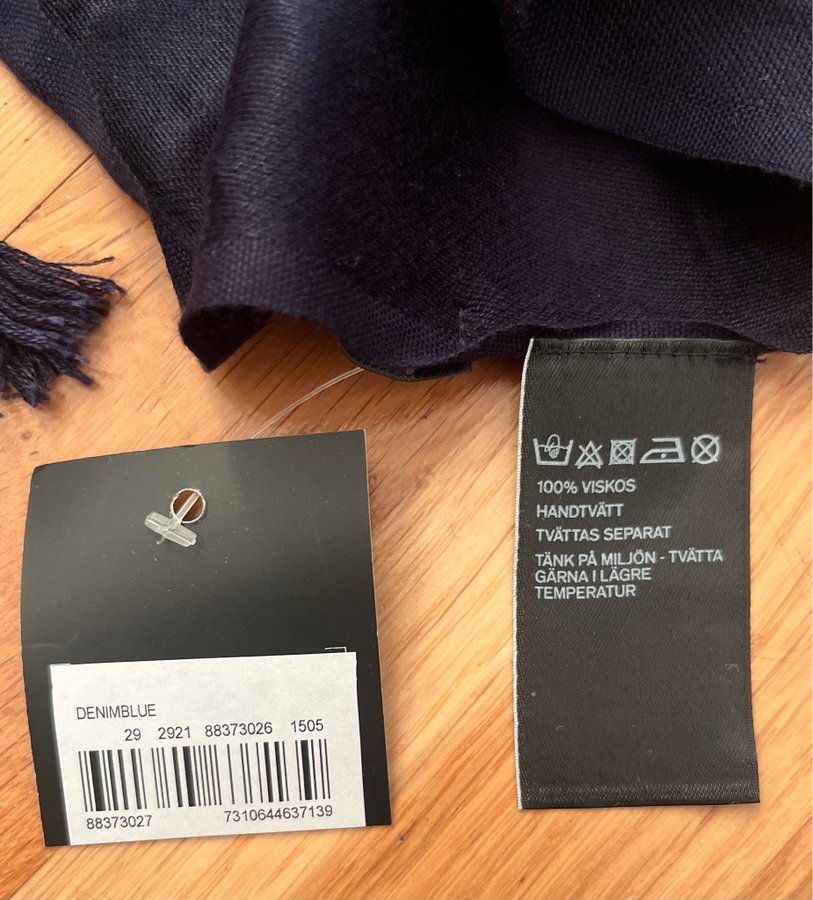 100% VISKOS
HANDTVÄTT
TVÄTTAS SEPARAT
TÄNK PÅ MILJÖN - TVÄTTA
GÄRNA I LÄGRE
TEMPERATUR
DENIMBLUE
29 2921 88373026 1505
88373027 7310644637139